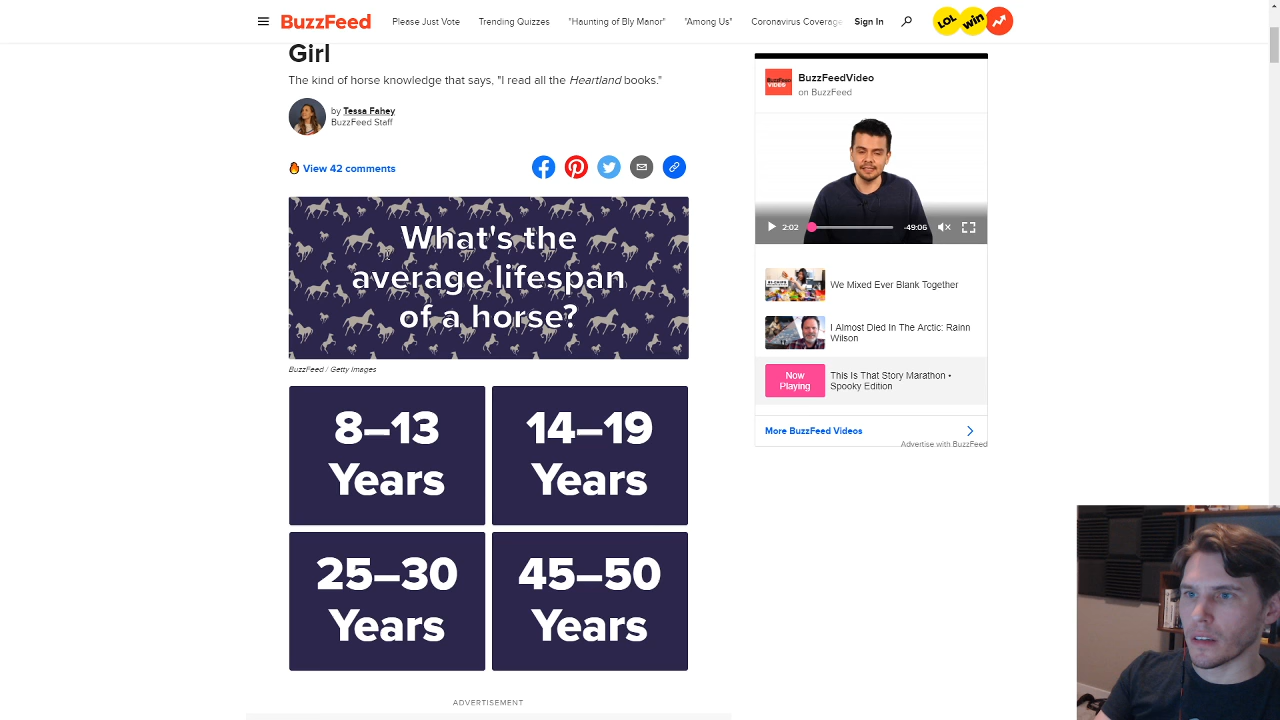 BuzzFeed
Please Just Vote
Trending Quizzes
"Haunting of Bly Manor"
"Among Us"
Coronavirus Coverag
Sign In
LOL
win
Girl
The kind of horse knowledge that says, "I read all the Heartland books."
by Tessa Fahey
BuzzFeed Staff
View 42 comments
What's the
average lifespan
of a horse?
BuzzFeed / Getty Images
8–13
Years
14–19
Years
25–30
Years
45–50
Years
ADVERTISEMENT
BuzzFeedVideo
on BuzzFeed
2:02
-49:06
We Mixed Ever Blank Together
I Almost Died In The Arctic: Rainn
Wilson
Now
Playing
This Is That Story Marathon •
Spooky Edition
More BuzzFeed Videos
Advertise with BuzzFeed